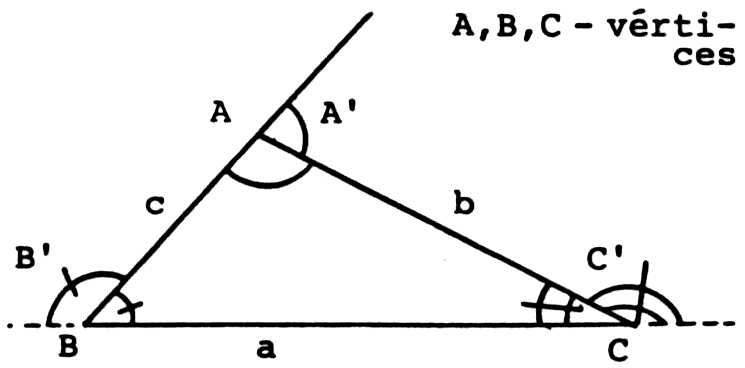 A,B,C - vérti-
ces
A A'
c b
B' C'
B a C